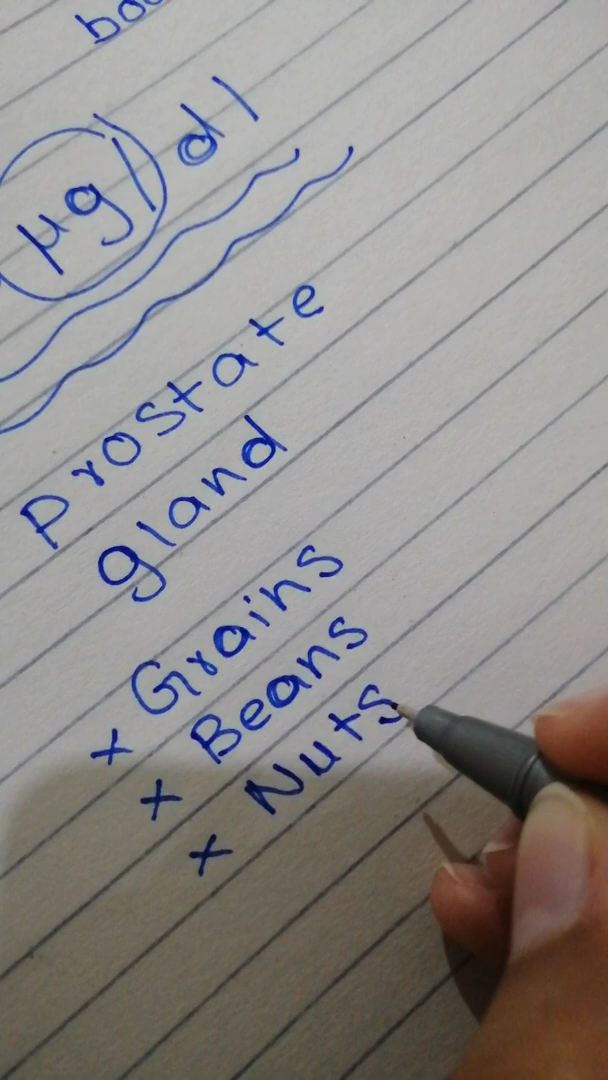 µg/dl
Prostate
gland
x Grains
x Beans
x Nuts